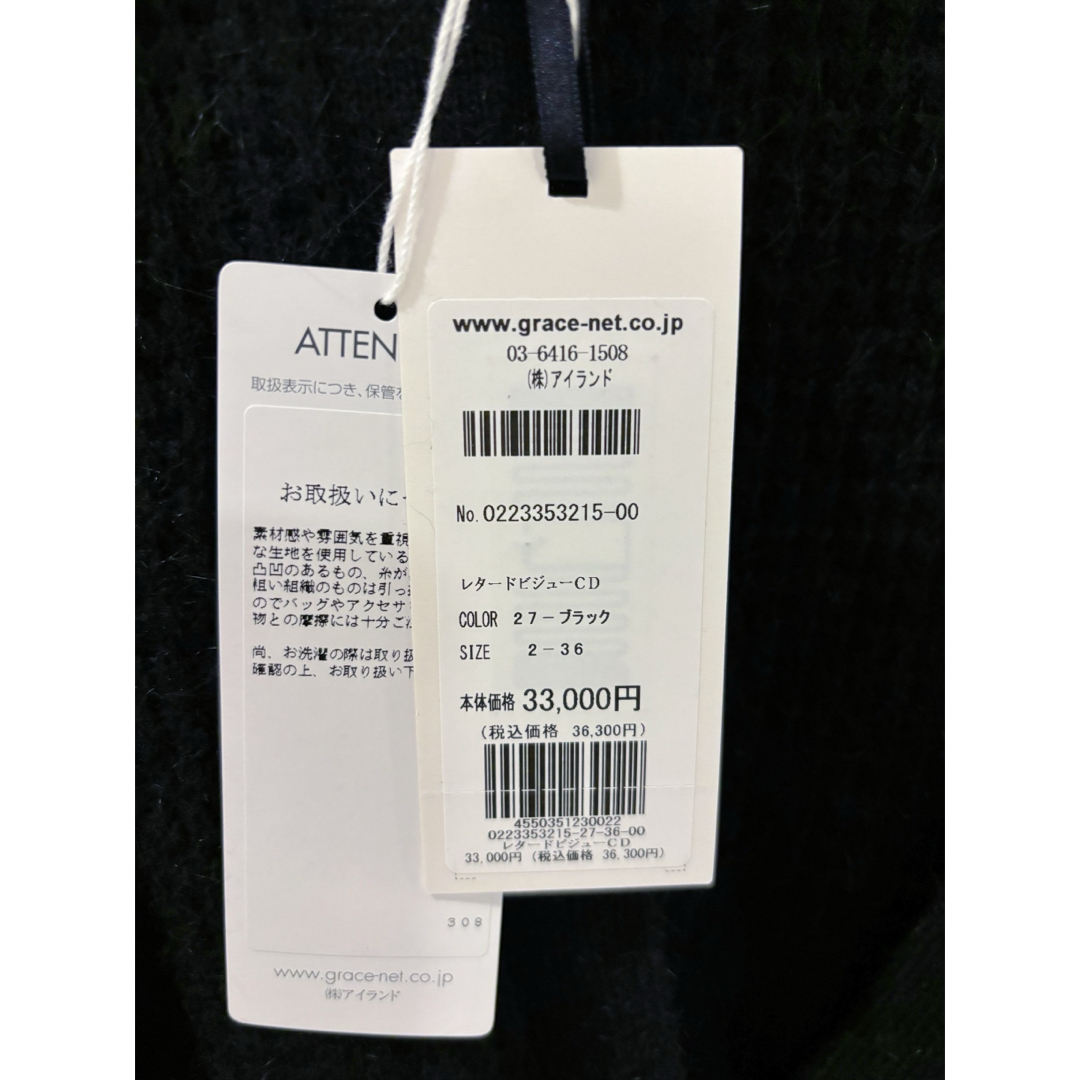 ATTEN
取扱表示につき、保管
お取扱いに
素材感や雰囲気を重視
な生地を使用している
凸凹のあるもの、糸が
粗い組織のものは引っ
のでバッグやアクセサ
物との摩擦には十分ご
尚、お洗濯の際は取り扱
確認の上、お取り扱い下
308
www.grace-net.co.jp
㈱アイランド
www.grace-net.co.jp
03-6416-1508
(株)アイランド
No.0223353215-00
レタードビジューCD
COLOR 27-ブラック
SIZE 2-36
本体価格 33,000円
(税込価格 36,300円)
4550351230022
0223353215-27-36-00
レタードビジューCD
33,000円 (税込価格 36,300円)